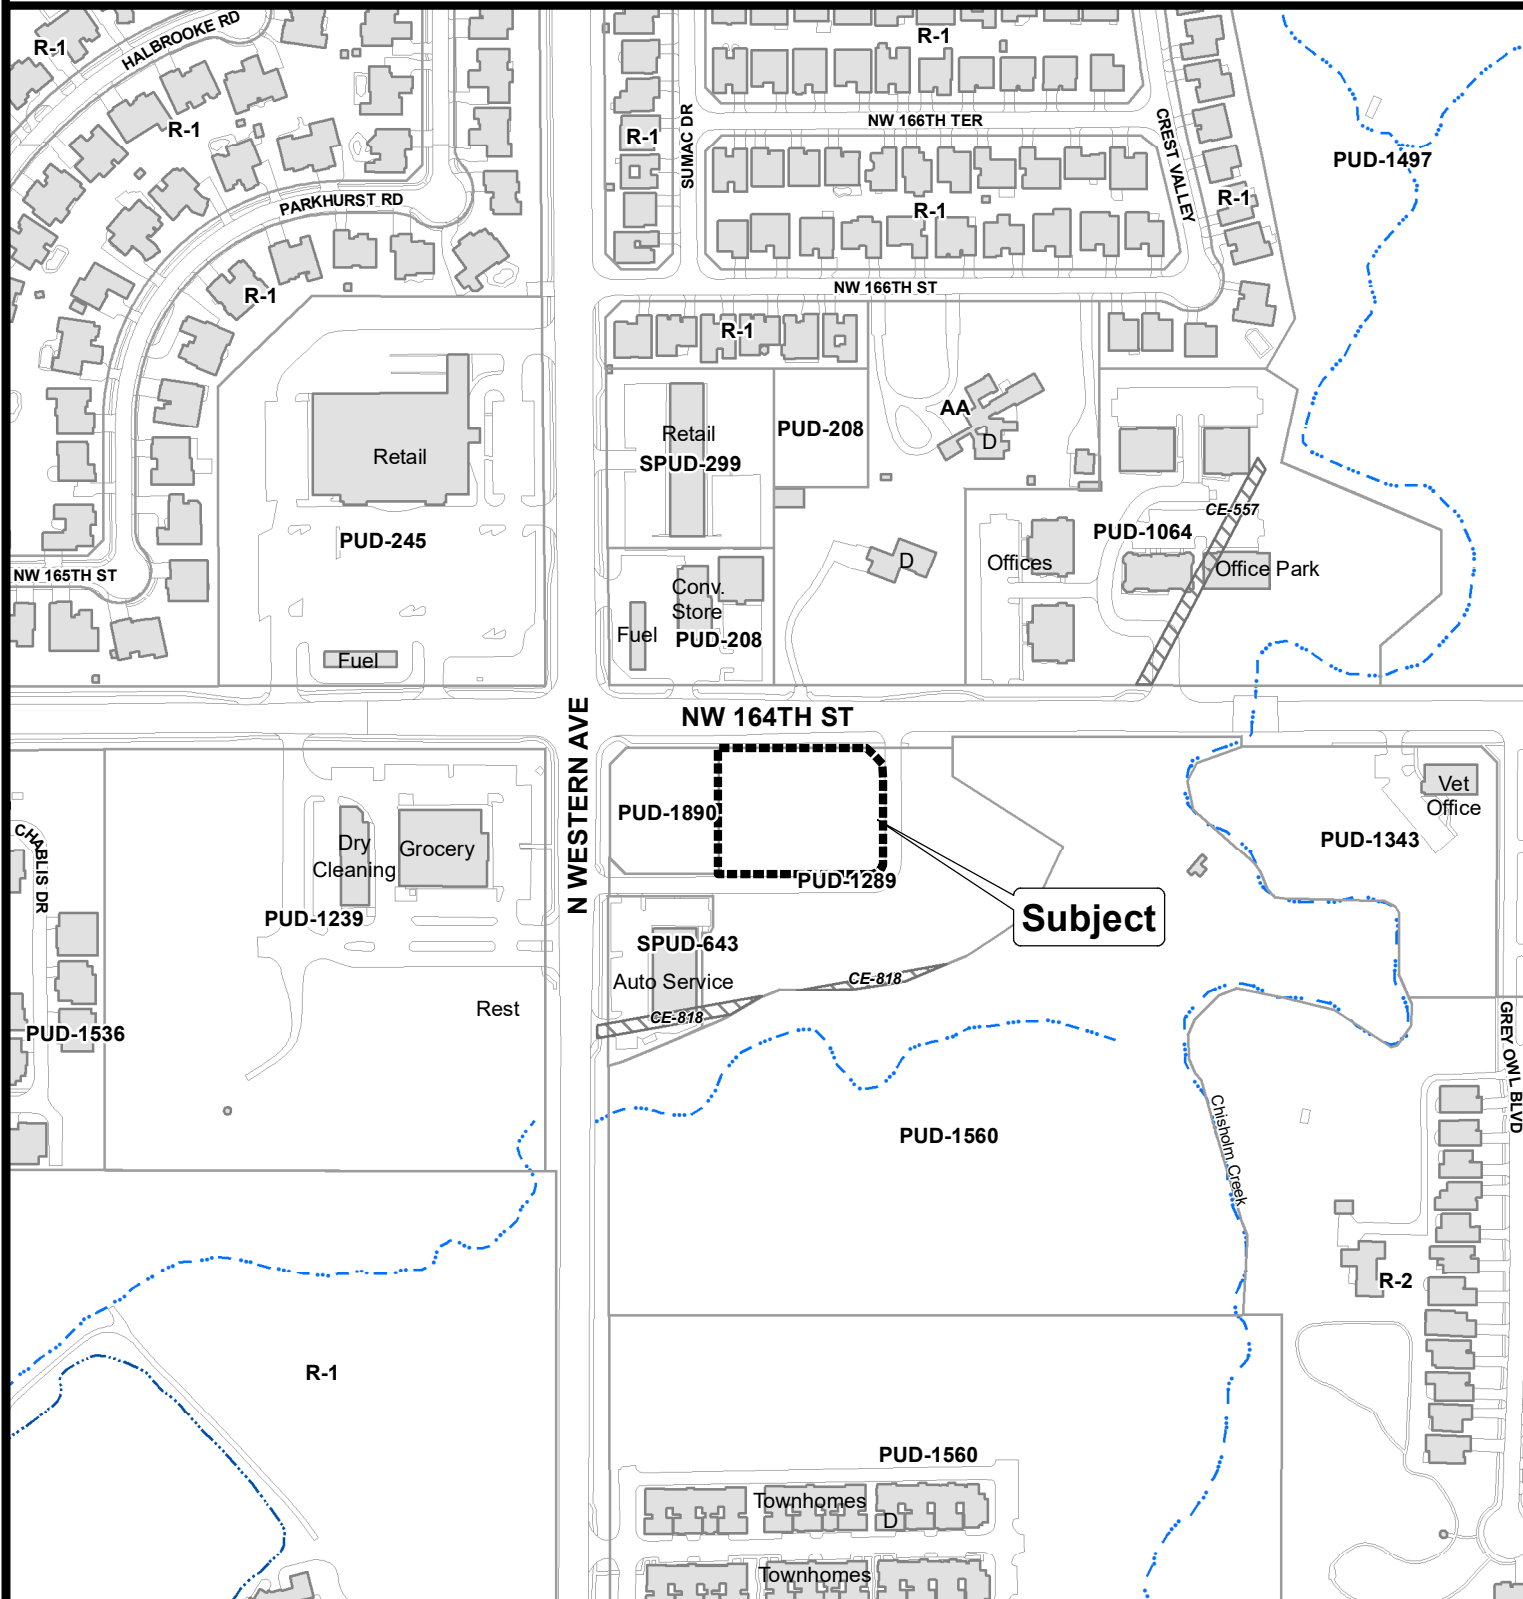 HALBROOKE RD
R-1
R-1
R-1
NW 166TH TER
SUMAC DR
CREST VALLEY
R-1
PUD-1497
R-1
PARKHURST RD
R-1
R-1
NW 166TH ST
R-1
AA
D
Retail
SPUD-299
PUD-208
Retail
PUD-245
CE-557
PUD-1064
Offices
Office Park
D
NW 165TH ST
Conv.
Store
Fuel
PUD-208
Fuel
NW 164TH ST
N WESTERN AVE
Vet
Office
PUD-1343
PUD-1890
CHABLIS DR
Dry
Cleaning
Grocery
PUD-1289
PUD-1239
Subject
SPUD-643
Auto Service
CE-818
CE-818
Rest
PUD-1536
GREY OWL BLVD
Chisholm Creek
PUD-1560
R-2
R-1
PUD-1560
Townhomes
D
Townhomes